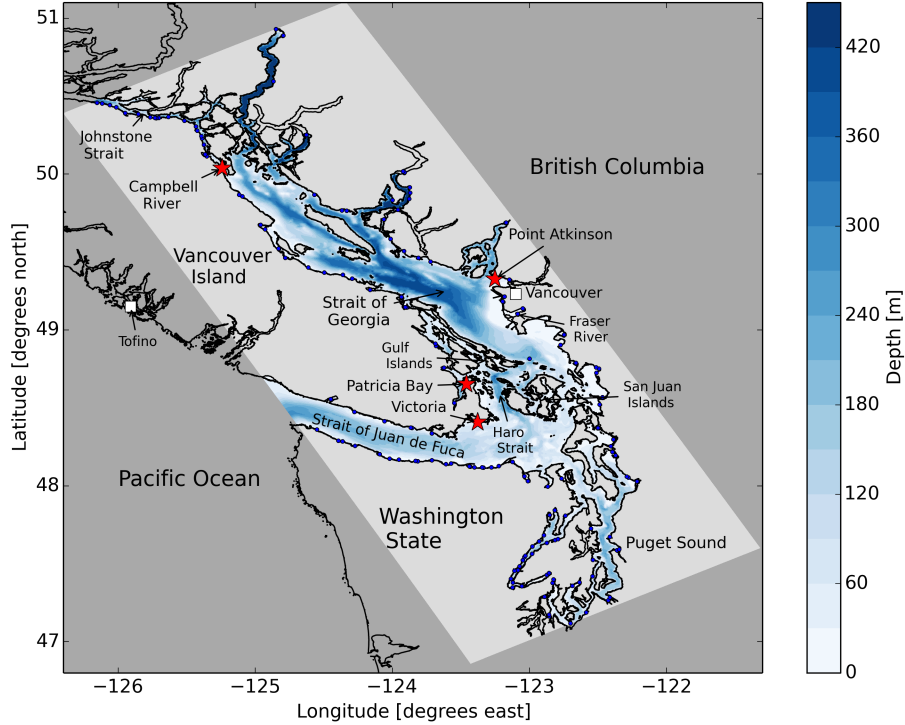 51
50
49
48
47
Latitude [degrees north]
−126
−125
−124
−123
−122
Longitude [degrees east]
Johnstone
Strait
Campbell
River
British Columbia
Point Atkinson
Vancouver
Island
Vancouver
Strait of
Georgia
Fraser
River
Tofino
Gulf
Islands
Patricia Bay
San Juan
Islands
Victoria
Strait of Juan de Fuca
Haro
Strait
Pacific Ocean
Washington
State
Puget Sound
420
360
300
240
180
120
60
0
Depth [m]